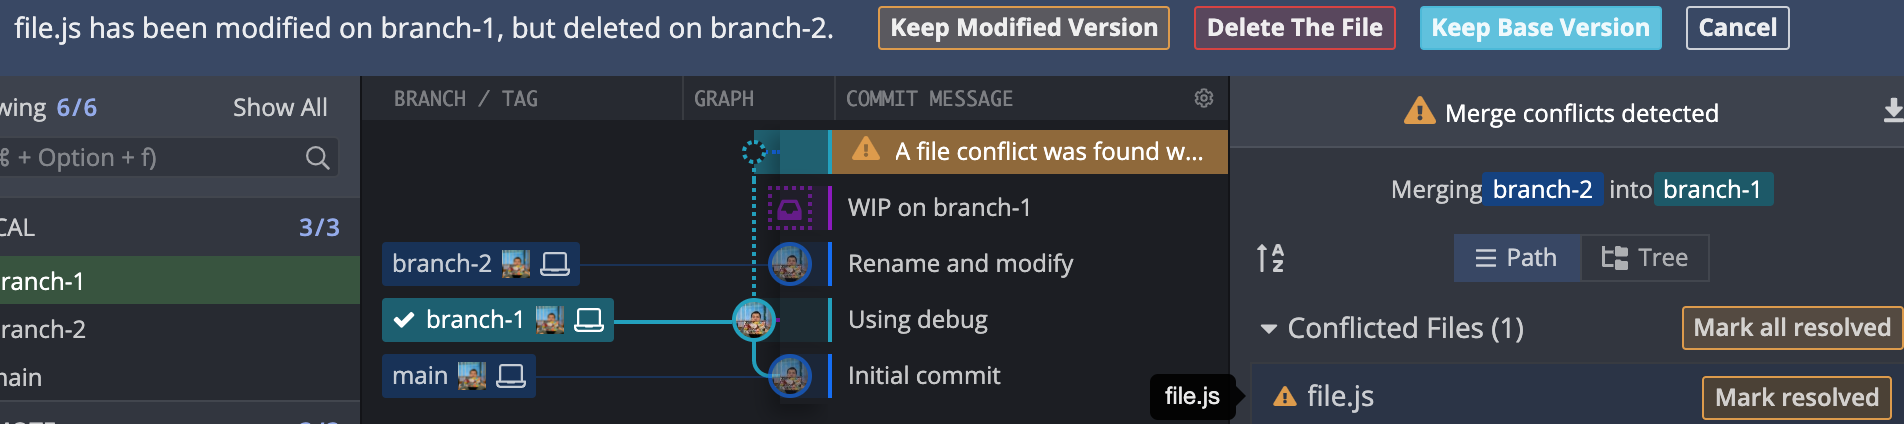 file.js has been modified on branch-1, but deleted on branch-2.
Keep Modified Version
Delete The File
Keep Base Version
Cancel
wing 6/6
Show All
⌘ + Option + f)
CAL 3/3
ranch-1
ranch-2
nain
BRANCH / TAG
GRAPH
COMMIT MESSAGE
A file conflict was found w...
WIP on branch-1
branch-2
Rename and modify
branch-1
Using debug
main
Initial commit
Merge conflicts detected
Merging branch-2 into branch-1
A
Z
Path
Tree
Conflicted Files (1)
Mark all resolved
file.js
file.js
Mark resolved